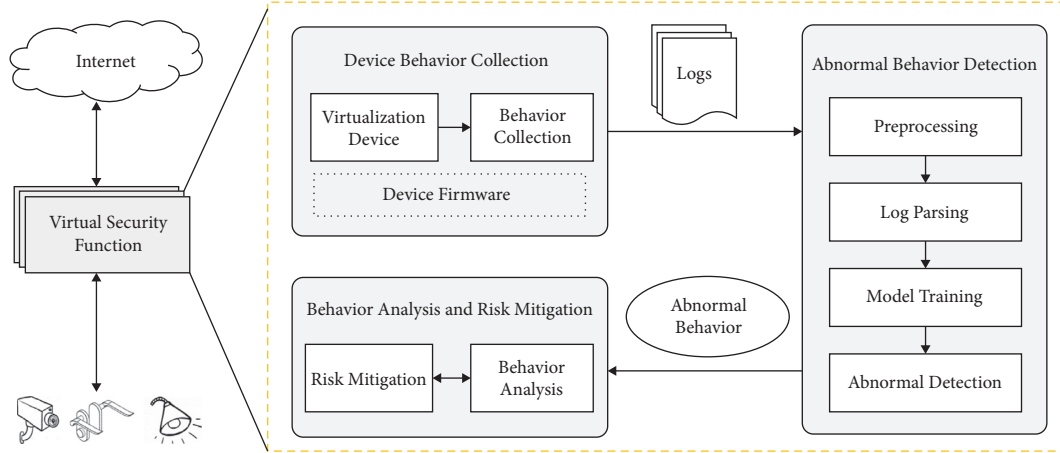 Internet
Virtual Security
Function
Device Behavior Collection
Virtualization
Device
Behavior
Collection
Device Firmware
Logs
Abnormal Behavior Detection
Preprocessing
Log Parsing
Model Training
Abnormal Detection
Abnormal
Behavior
Behavior Analysis and Risk Mitigation
Risk Mitigation
Behavior
Analysis